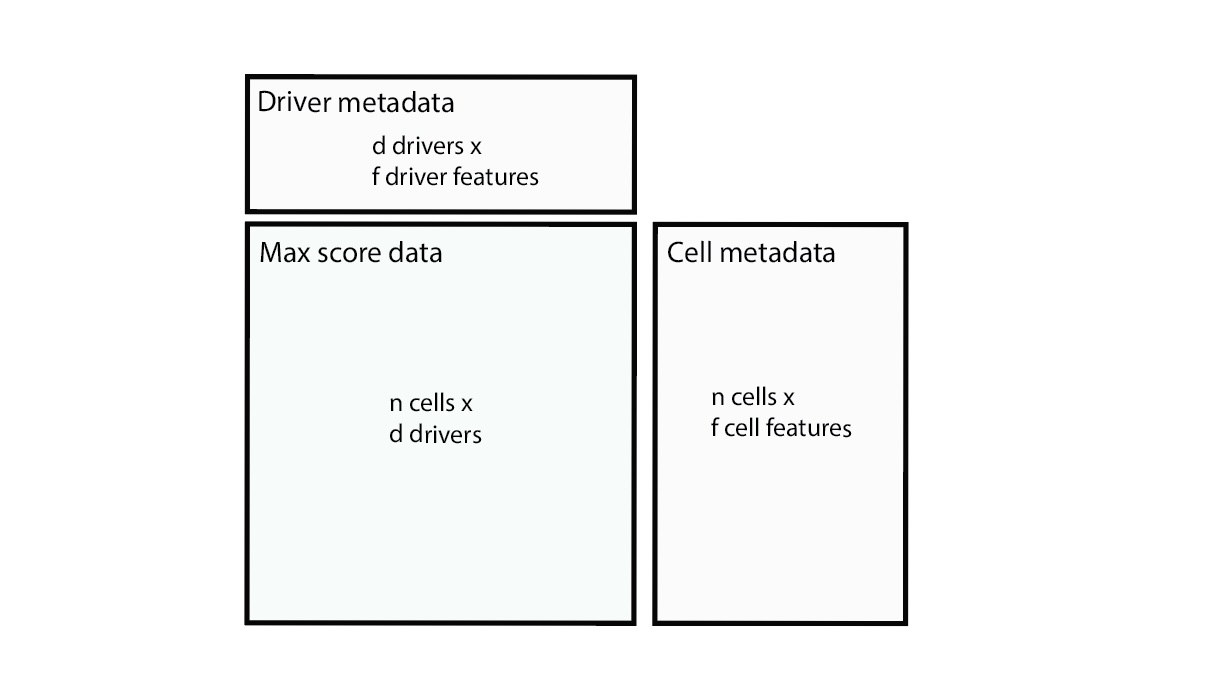 Driver metadata
d drivers x
f driver features
Max score data
n cells x
d drivers
Cell metadata
n cells x
f cell features